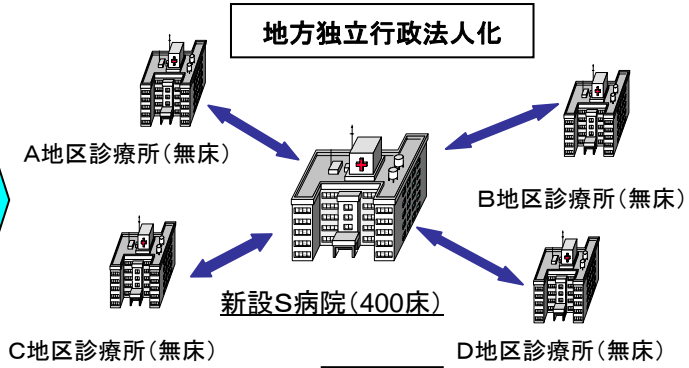 地方独立行政法人化
A地区診療所(無床)
B地区診療所(無床)
新設S病院(400床)
C地区診療所(無床)
D地区診療所(無床)